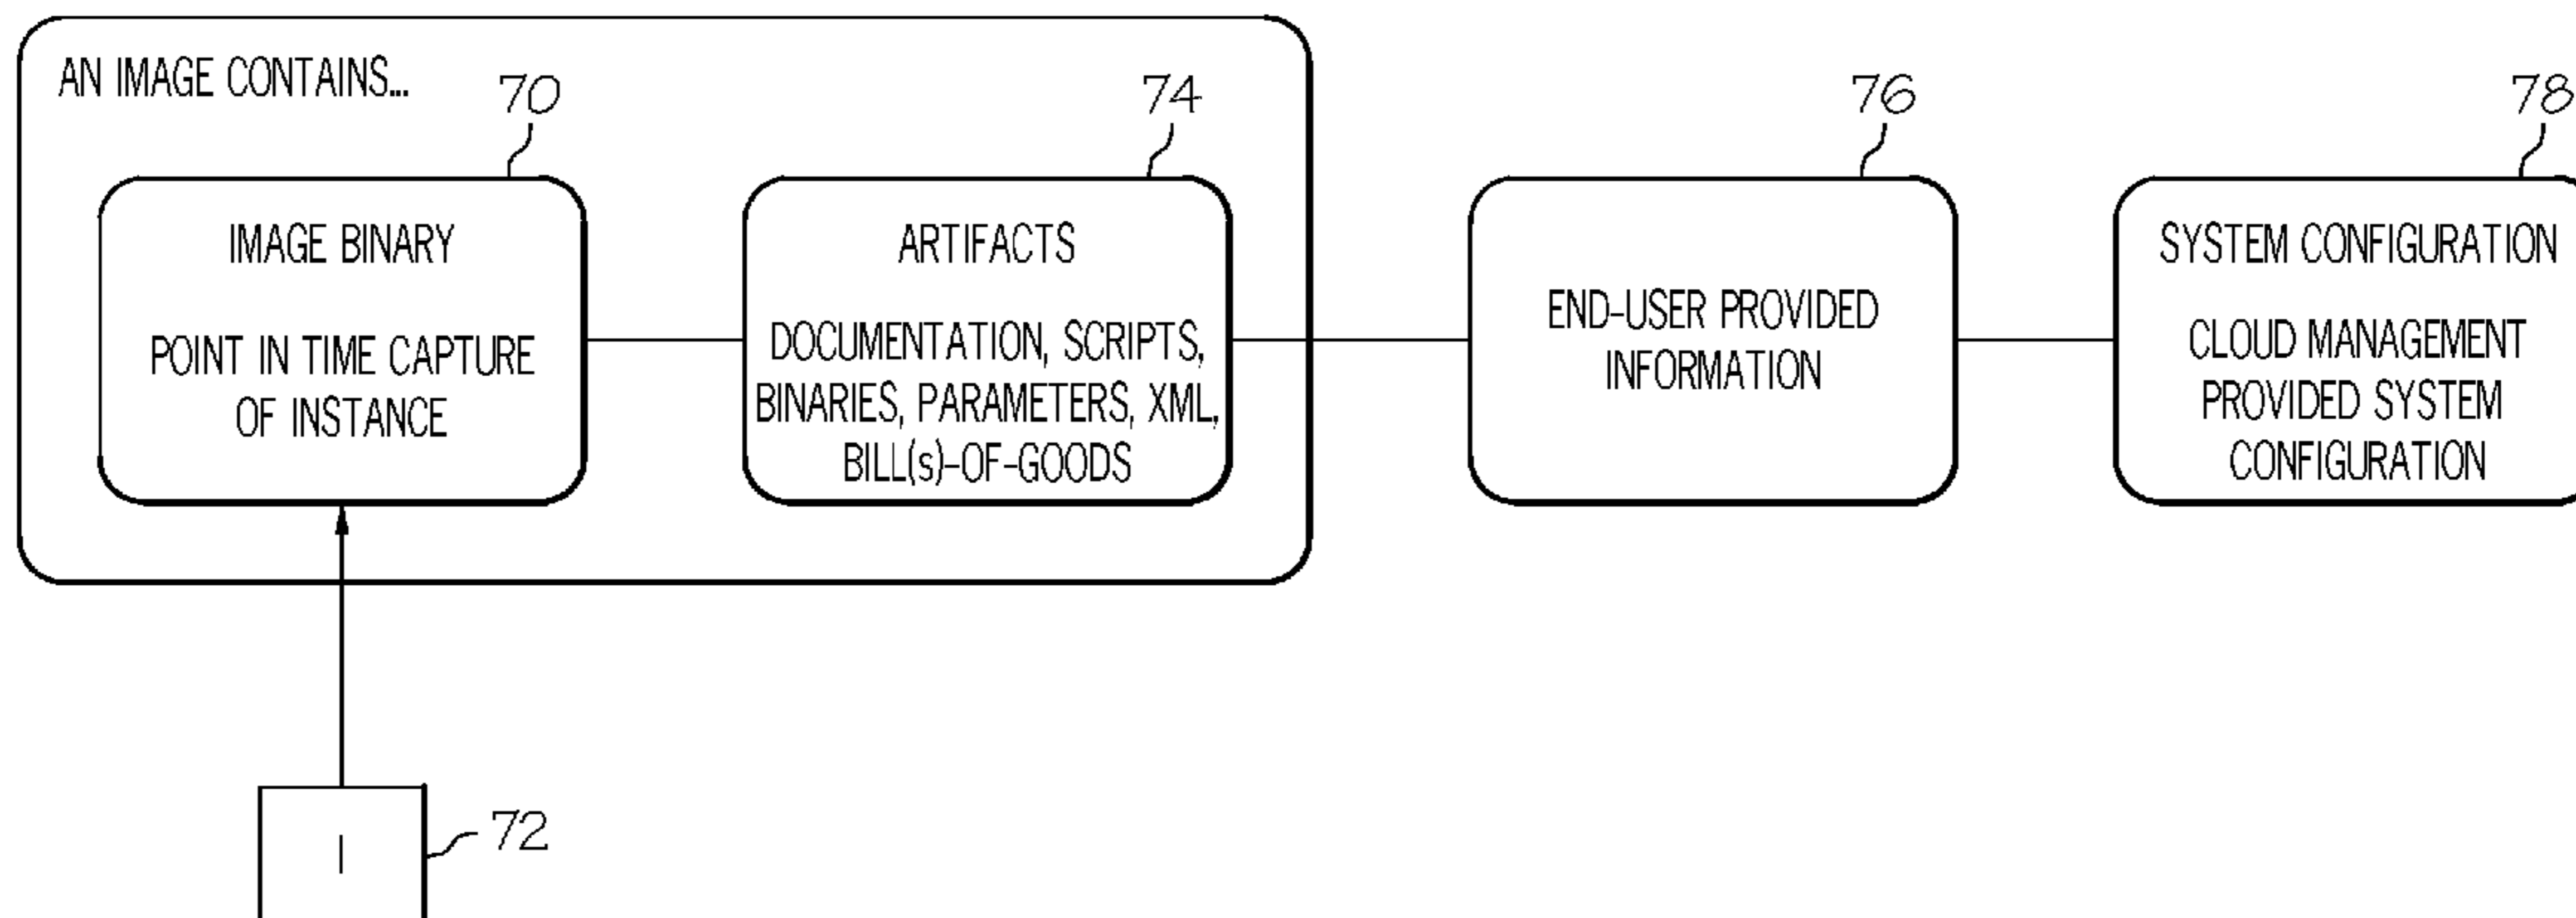 AN IMAGE CONTAINS...
70
74
76
78
IMAGE BINARY
POINT IN TIME CAPTURE
OF INSTANCE
ARTIFACTS
DOCUMENTATION, SCRIPTS,
BINARIES, PARAMETERS, XML,
BILL(s)-OF-GOODS
END-USER PROVIDED
INFORMATION
SYSTEM CONFIGURATION
CLOUD MANAGEMENT
PROVIDED SYSTEM
CONFIGURATION
I
72